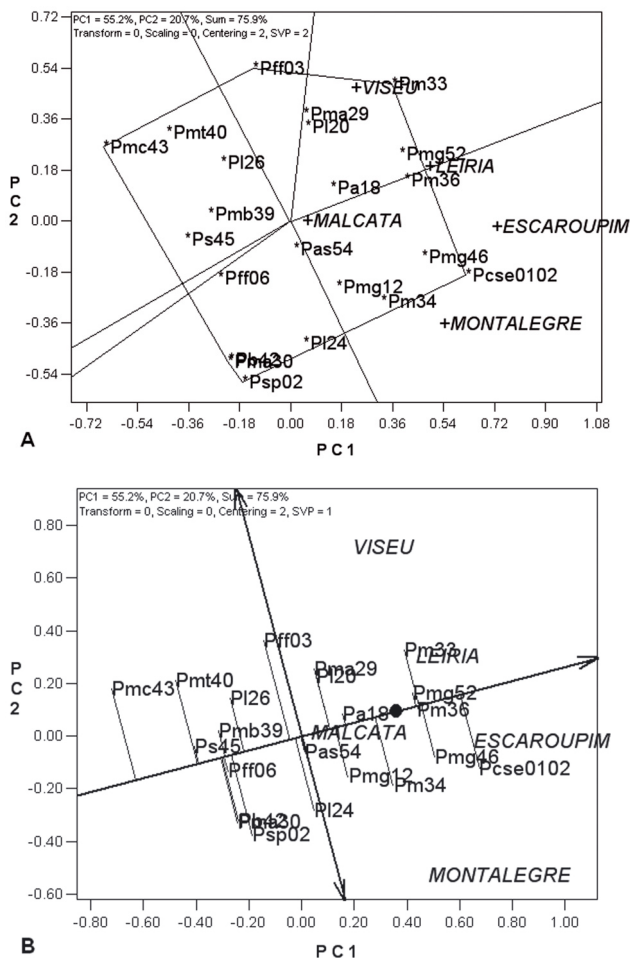 PC1 = 55.2%, PC2 = 20.7%, Sum = 75.9%
Transform = 0, Scaling = 0, Centering = 2, SVP = 2
0.72
0.54
0.36
0.18
0.00
-0.18
-0.36
-0.54
PC2
*Pff03
+VISEU
*Pm33
*Pma29
*Pl20
*Pmt40
*Pmc43
*Pl26
*Pmg52
+LEIRIA
*Pm36
*Pa18
*Pmb39
+MALCATA
+ESCAROUPIM
*Ps45
*Pas54
*Pmg46
*Pff06
*Pcse0102
*Pmg12
*Pm34
+MONTALEGRE
*Pl24
*Psp02
-0.72 -0.54 -0.36 -0.18 0.00 0.18 0.36 0.54 0.72 0.90 1.08
A
PC1
PC1 = 55.2%, PC2 = 20.7%, Sum = 75.9%
Transform = 0, Scaling = 0, Centering = 2, SVP = 1
0.80
0.60
0.40
0.20
0.00
-0.20
-0.40
-0.60
PC2
VISEU
Pff03
Pm33
LEIRIA
Pma29
Pl20
Pmt40
Pmc43
Pl26
Pmg52
Pm36
Pa18
Pmb39
MALCATA
ESCAROUPIM
Ps45
Pas54
Pmg46
Pff06
Pcse0102
Pmg12
Pm34
Pl24
Psp02
MONTALEGRE
-0.80 -0.60 -0.40 -0.20 0.00 0.20 0.40 0.60 0.80 1.00
B
PC1